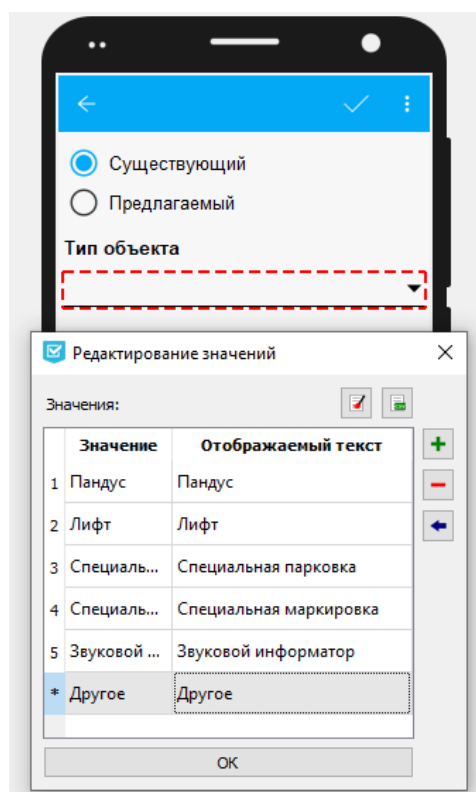 Существующий
Предлагаемый
Тип объекта
Редактирование значений
Значения:
Значение Отображаемый текст
1 Пандус Пандус
2 Лифт Лифт
3 Специаль... Специальная парковка
4 Специаль... Специальная маркировка
5 Звуковой ... Звуковой информатор
* Другое Другое
OK